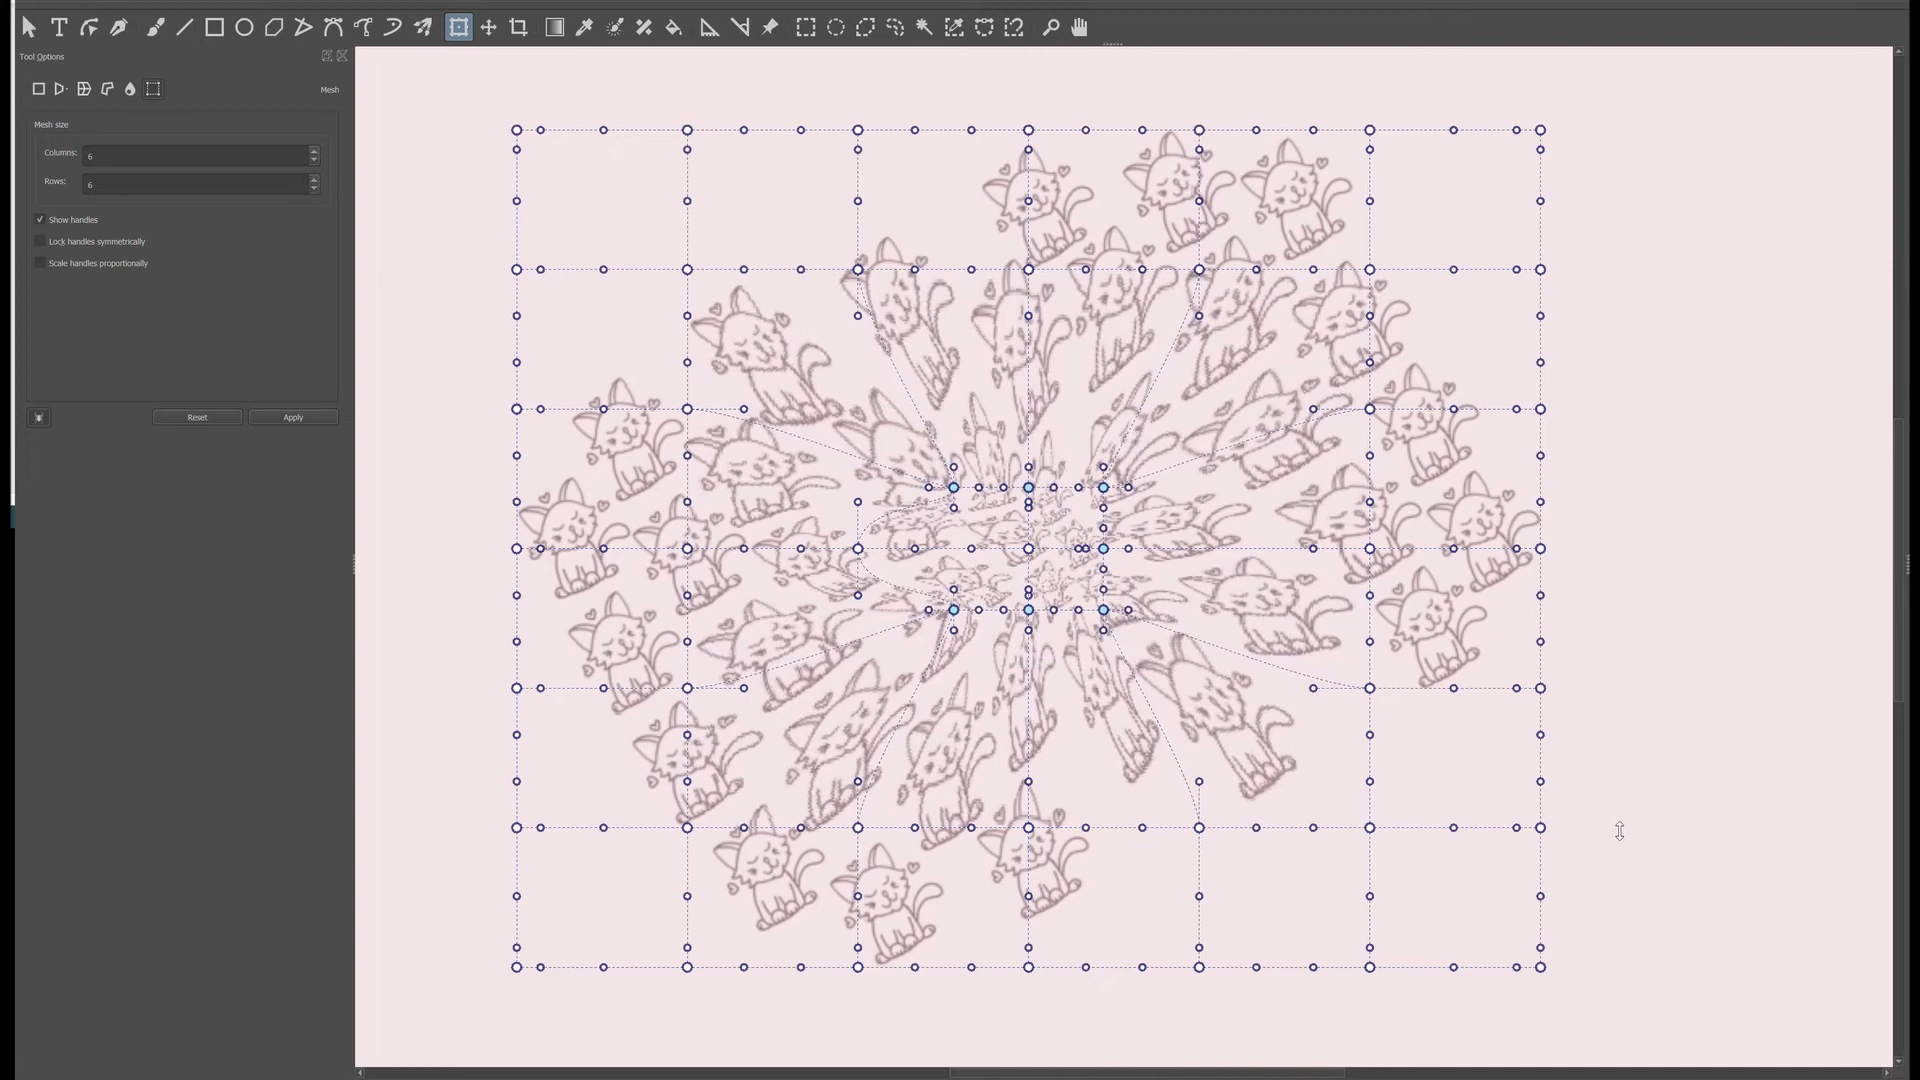 Tool Options
Mesh
Mesh size
Columns: 6
Rows: 6
Show handles
Lock handles symmetrically
Scale handles proportionally
Reset
Apply